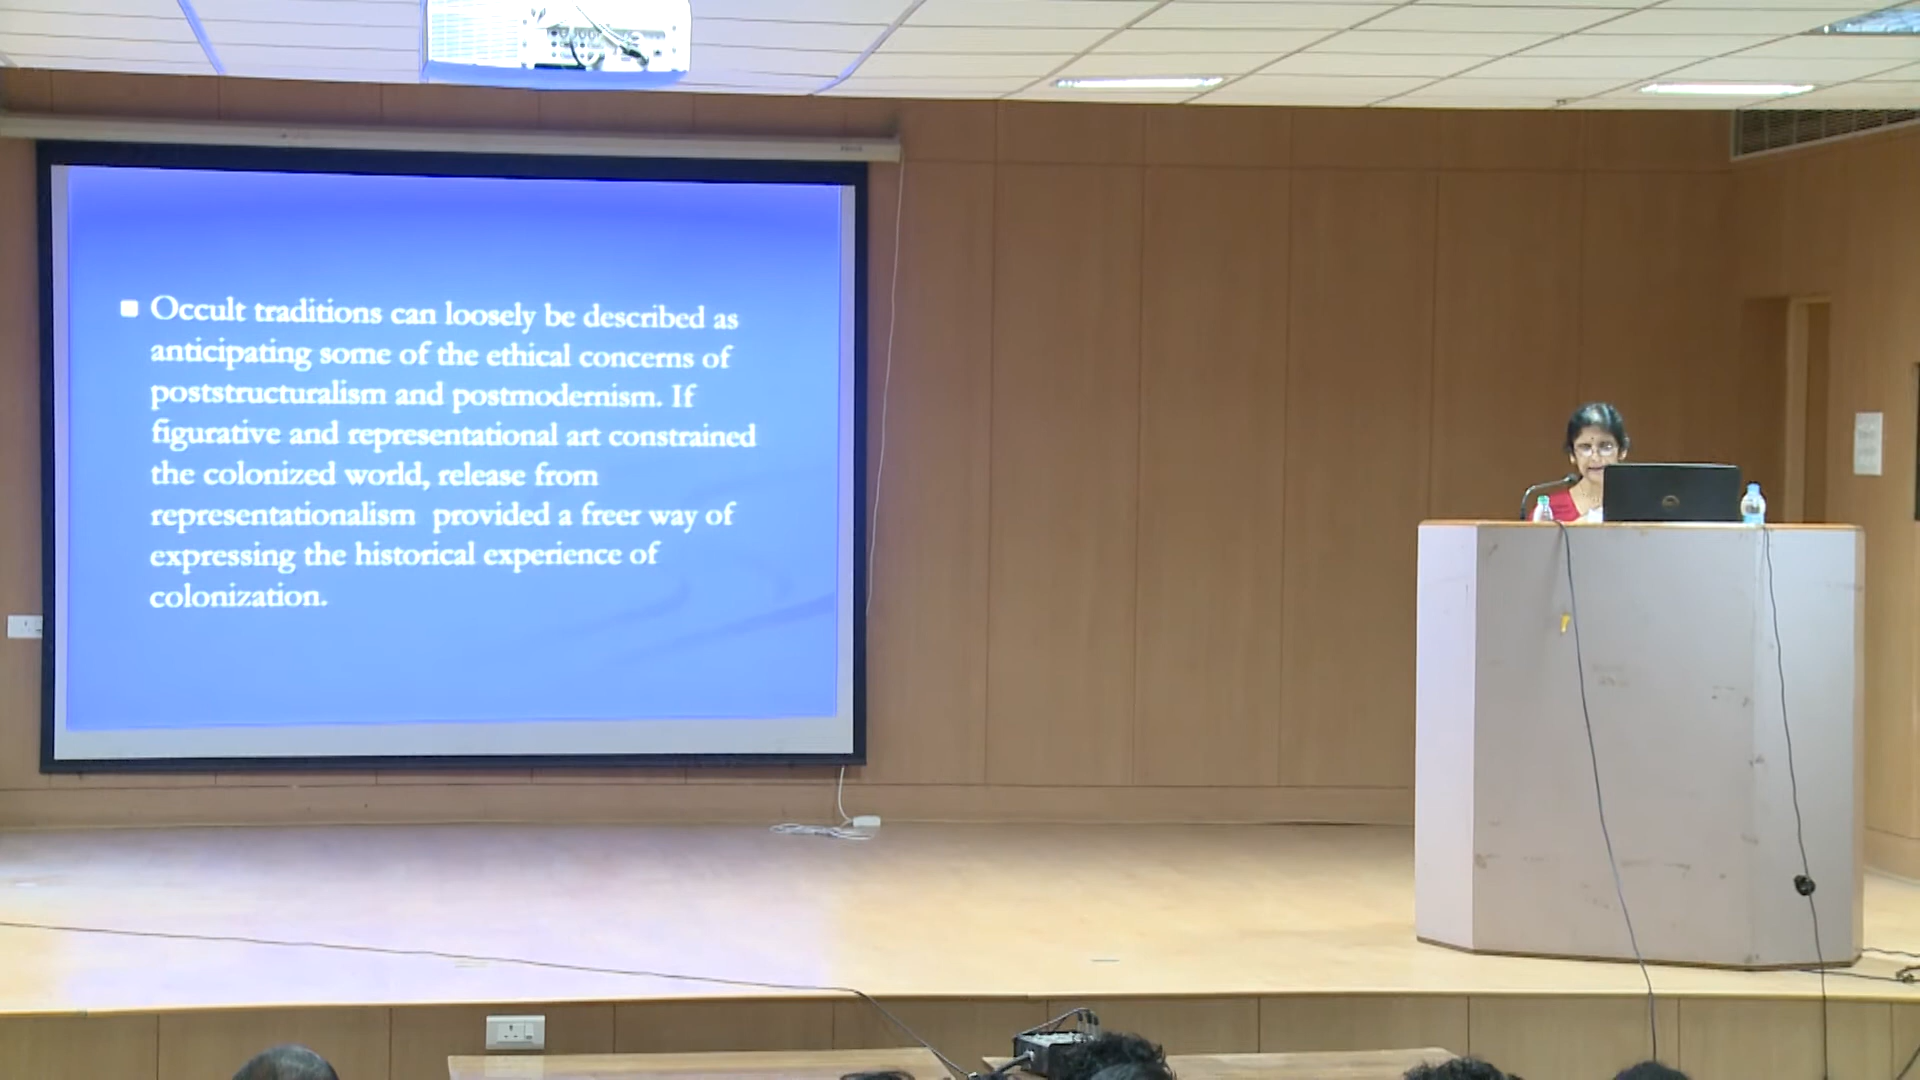 Occult traditions can loosely be described as
anticipating some of the ethical concerns of
poststructuralism and postmodernism. If
figurative and representational art constrained
the colonized world, release from
representationalism provided a freer way of
expressing the historical experience of
colonization.